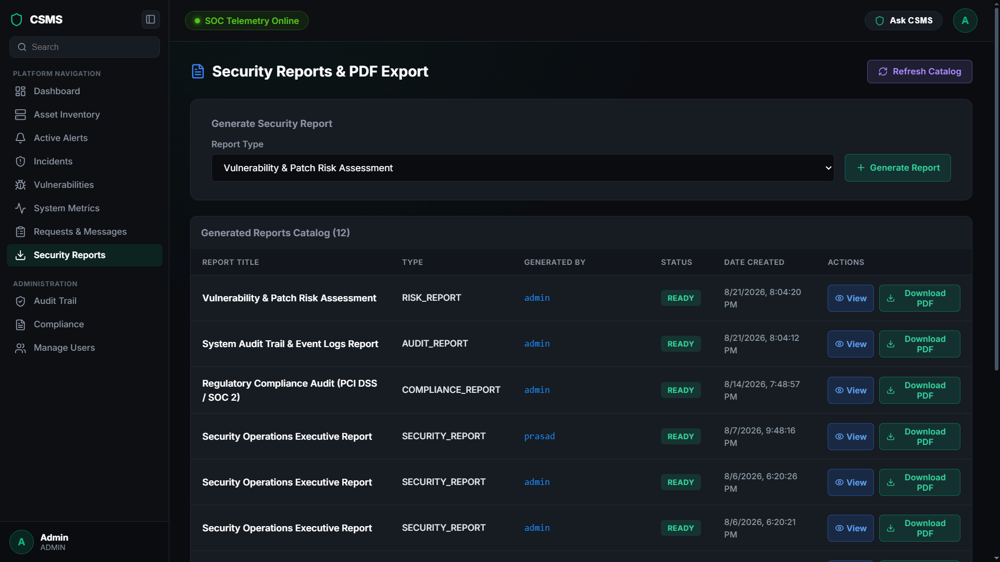 CSMS
Search
PLATFORM NAVIGATION
Dashboard
Asset Inventory
Active Alerts
Incidents
Vulnerabilities
System Metrics
Requests & Messages
Security Reports
ADMINISTRATION
Audit Trail
Compliance
Manage Users
A
Admin
ADMIN
SOC Telemetry Online
Ask CSMS
A
Security Reports & PDF Export
Refresh Catalog
Generate Security Report
Report Type
Vulnerability & Patch Risk Assessment
Generate Report
Generated Reports Catalog (12)
REPORT TITLE TYPE GENERATED BY STATUS DATE CREATED ACTIONS
Vulnerability & Patch Risk Assessment RISK_REPORT admin READY 8/21/2026, 8:04:20 PM View Download PDF
System Audit Trail & Event Logs Report AUDIT_REPORT admin READY 8/21/2026, 8:04:12 PM View Download PDF
Regulatory Compliance Audit (PCI DSS / SOC 2) COMPLIANCE_REPORT admin READY 8/14/2026, 7:48:57 PM View Download PDF
Security Operations Executive Report SECURITY_REPORT prasad READY 8/7/2026, 9:48:16 PM View Download PDF
Security Operations Executive Report SECURITY_REPORT admin READY 8/6/2026, 6:20:26 PM View Download PDF
Security Operations Executive Report SECURITY_REPORT admin READY 8/6/2026, 6:20:21 PM View Download PDF